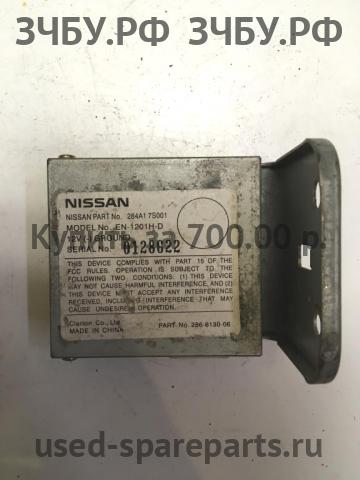 ЗЧБУ.РФ ЗЧБУ.РФ
NISSAN
NISSAN PART No. 284A1 7S001
MODEL No. EN-1201H-D
12V (-) GROUND
SERIAL No. 0128622
Купить за 700.00 р.
THIS DEVICE COMPLIES WITH PART 15 OF THE
FCC RULES. OPERATION IS SUBJECT TO THE
FOLLOWING TWO CONDITIONS: (1) THIS DEVICE
MAY NOT CAUSE HARMFUL INTERFERENCE, AND (2)
THIS DEVICE MUST ACCEPT ANY INTERFERENCE
RECEIVED, INCLUDING INTERFERENCE THAT MAY
CAUSE UNDESIRED OPERATION.
Clarion Co., Ltd.
MADE IN CHINA
PART No. 286-8130-06
used-spareparts.ru